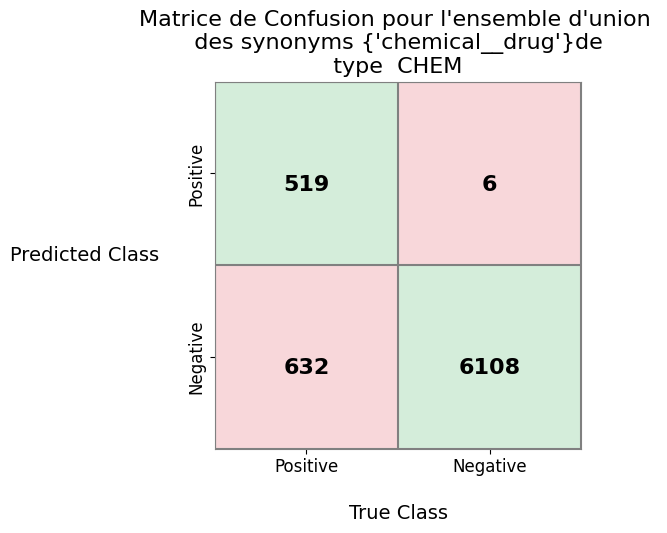 Matrice de Confusion pour l'ensemble d'union
des synonyms {'chemical__drug'}de
type  CHEM
Positive
519
6
Predicted Class
Negative
632
6108
Positive
Negative
True Class